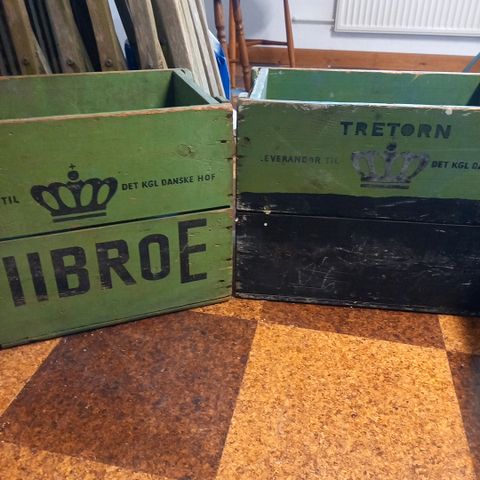 TIL DET KGL DANSKE HOF
IIBROE
TRETORN
LEVERANDØR TIL DET KGL DA